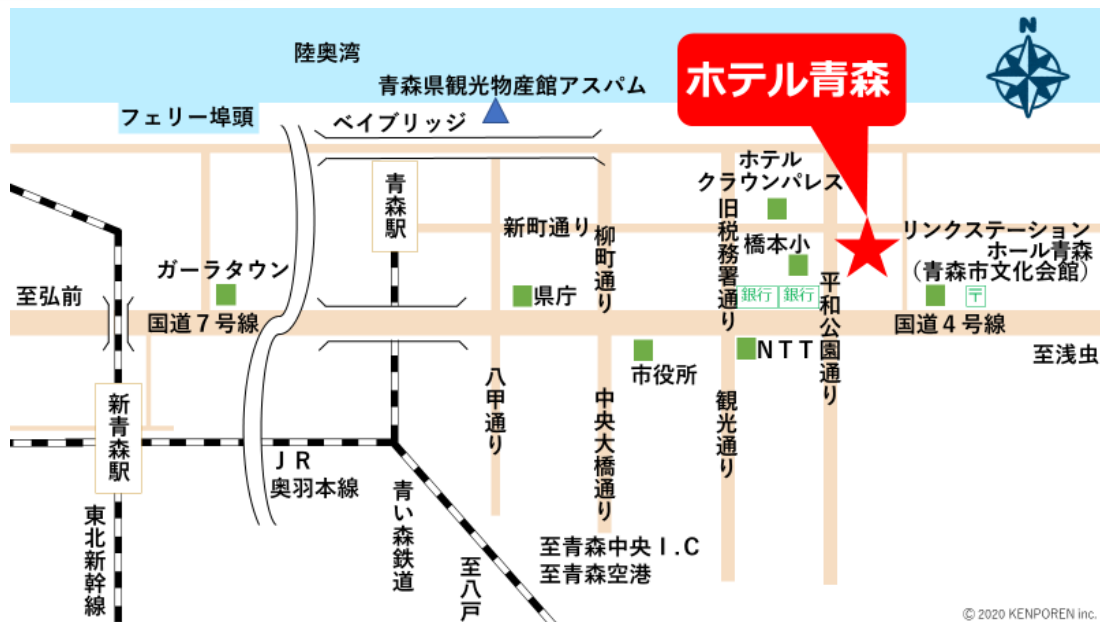 陸奥湾
N
ホテル青森
青森県観光物産館アスパム
フェリー埠頭
ベイブリッジ
ホテル
クラウンパレス
青森駅
新町通り
柳町通り
旧税務署通り
橋本小
平和公園通り
リンクステーション
ホール青森
(青森市文化会館)
ガーラタウン
至弘前
県庁
銀行
銀行
〒
国道7号線
国道4号線
至浅虫
市役所
NTT
新青森駅
八甲通り
中央大橋通り
観光通り
JR
奥羽本線
東北新幹線
青い森鉄道
至八戸
至青森中央I.C
至青森空港
© 2020 KENPOREN inc.